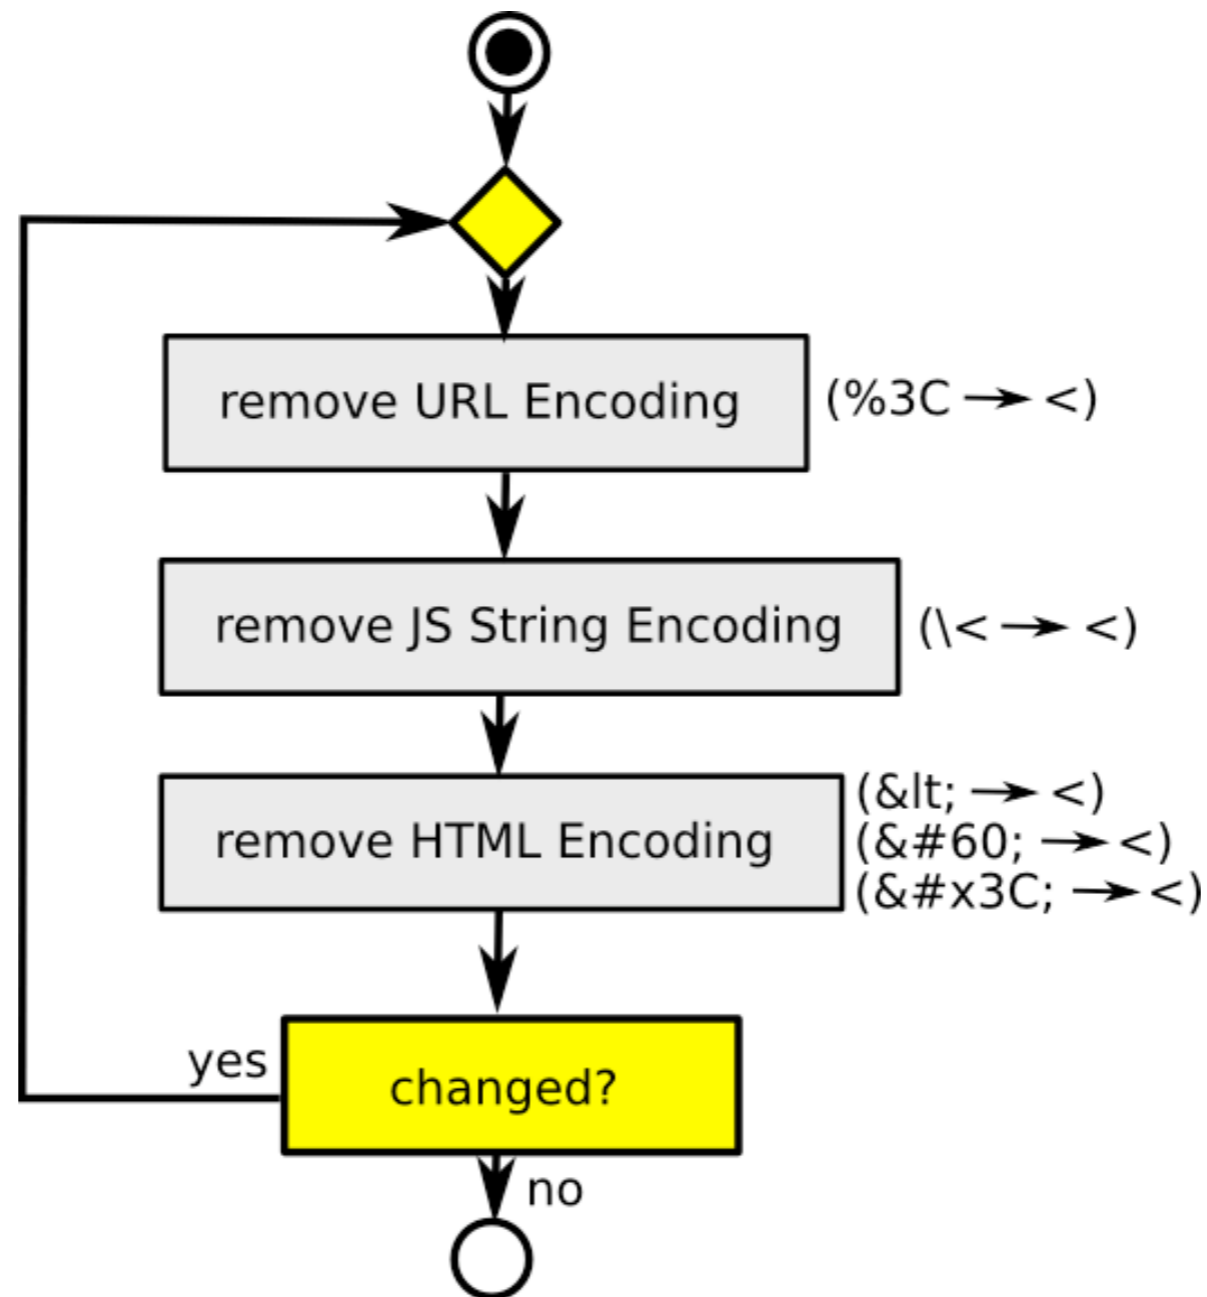 remove URL Encoding (%3C → <)
remove JS String Encoding (\< → <)
(&lt; → <)
remove HTML Encoding (&#60; → <)
(&#x3C; → <)
yes
changed?
no